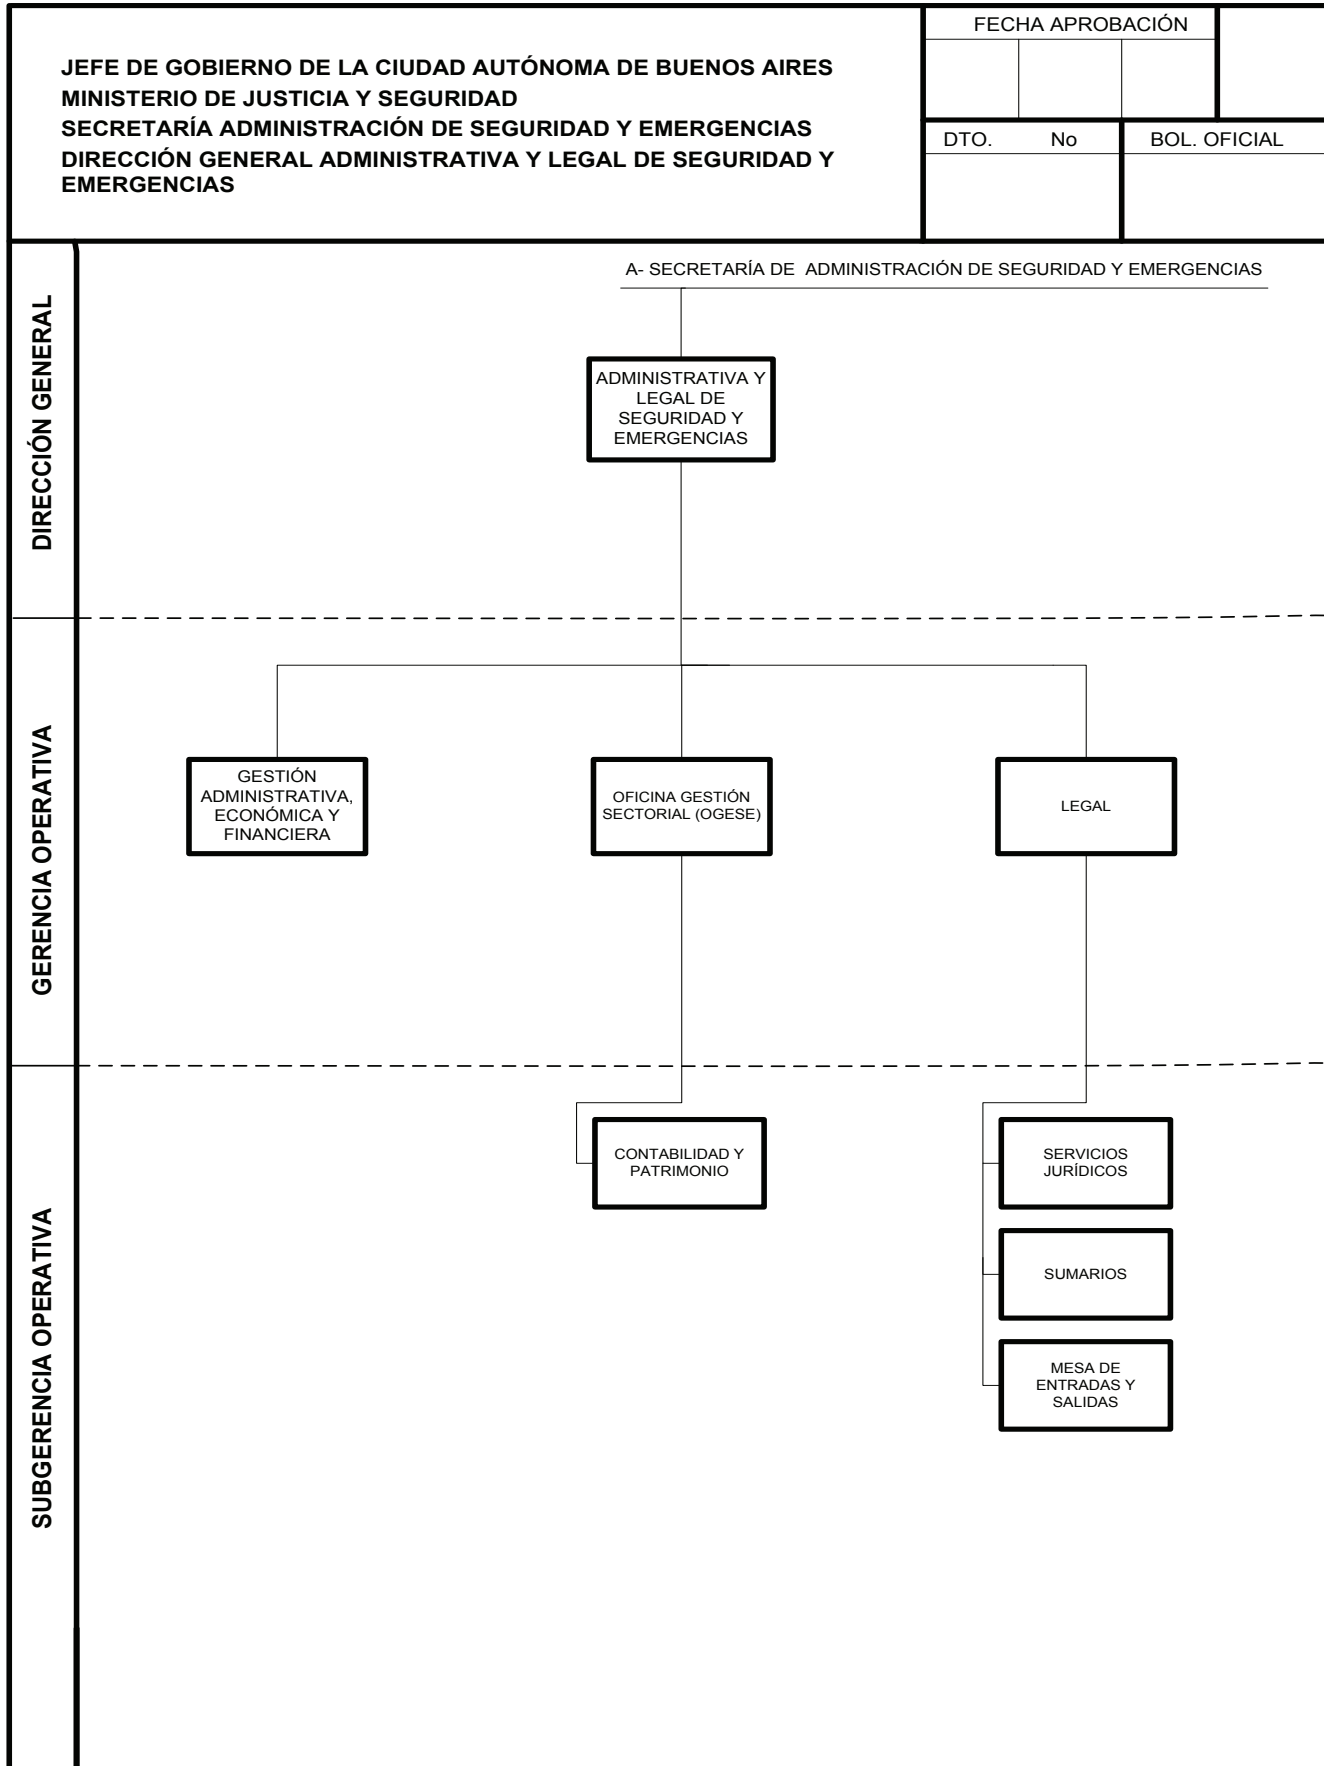 JEFE DE GOBIERNO DE LA CIUDAD AUTÓNOMA DE BUENOS AIRES
MINISTERIO DE JUSTICIA Y SEGURIDAD
SECRETARÍA ADMINISTRACIÓN DE SEGURIDAD Y EMERGENCIAS
DIRECCIÓN GENERAL ADMINISTRATIVA Y LEGAL DE SEGURIDAD Y
EMERGENCIAS
FECHA APROBACIÓN
DTO. No
BOL. OFICIAL
DIRECCIÓN GENERAL
A- SECRETARÍA DE ADMINISTRACIÓN DE SEGURIDAD Y EMERGENCIAS
ADMINISTRATIVA Y
LEGAL DE
SEGURIDAD Y
EMERGENCIAS
GERENCIA OPERATIVA
GESTIÓN
ADMINISTRATIVA,
ECONÓMICA Y
FINANCIERA
OFICINA GESTIÓN
SECTORIAL (OGESE)
LEGAL
SUBGERENCIA OPERATIVA
CONTABILIDAD Y
PATRIMONIO
SERVICIOS
JURÍDICOS
SUMARIOS
MESA DE
ENTRADAS Y
SALIDAS